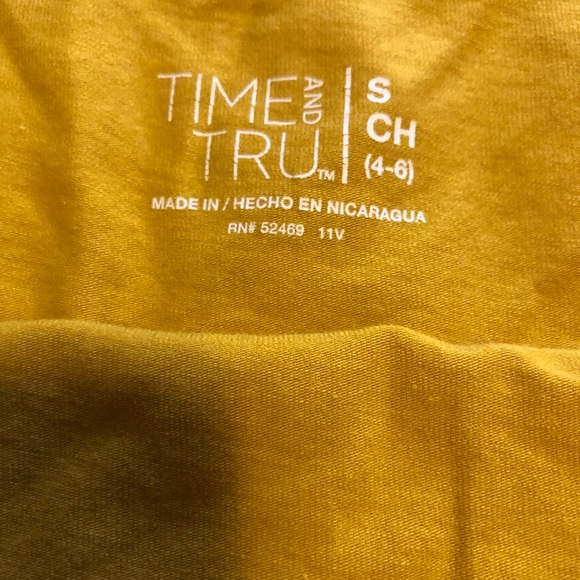 TIME AND
TRU™
S
CH
(4-6)
MADE IN / HECHO EN NICARAGUA
RN# 52469 11V